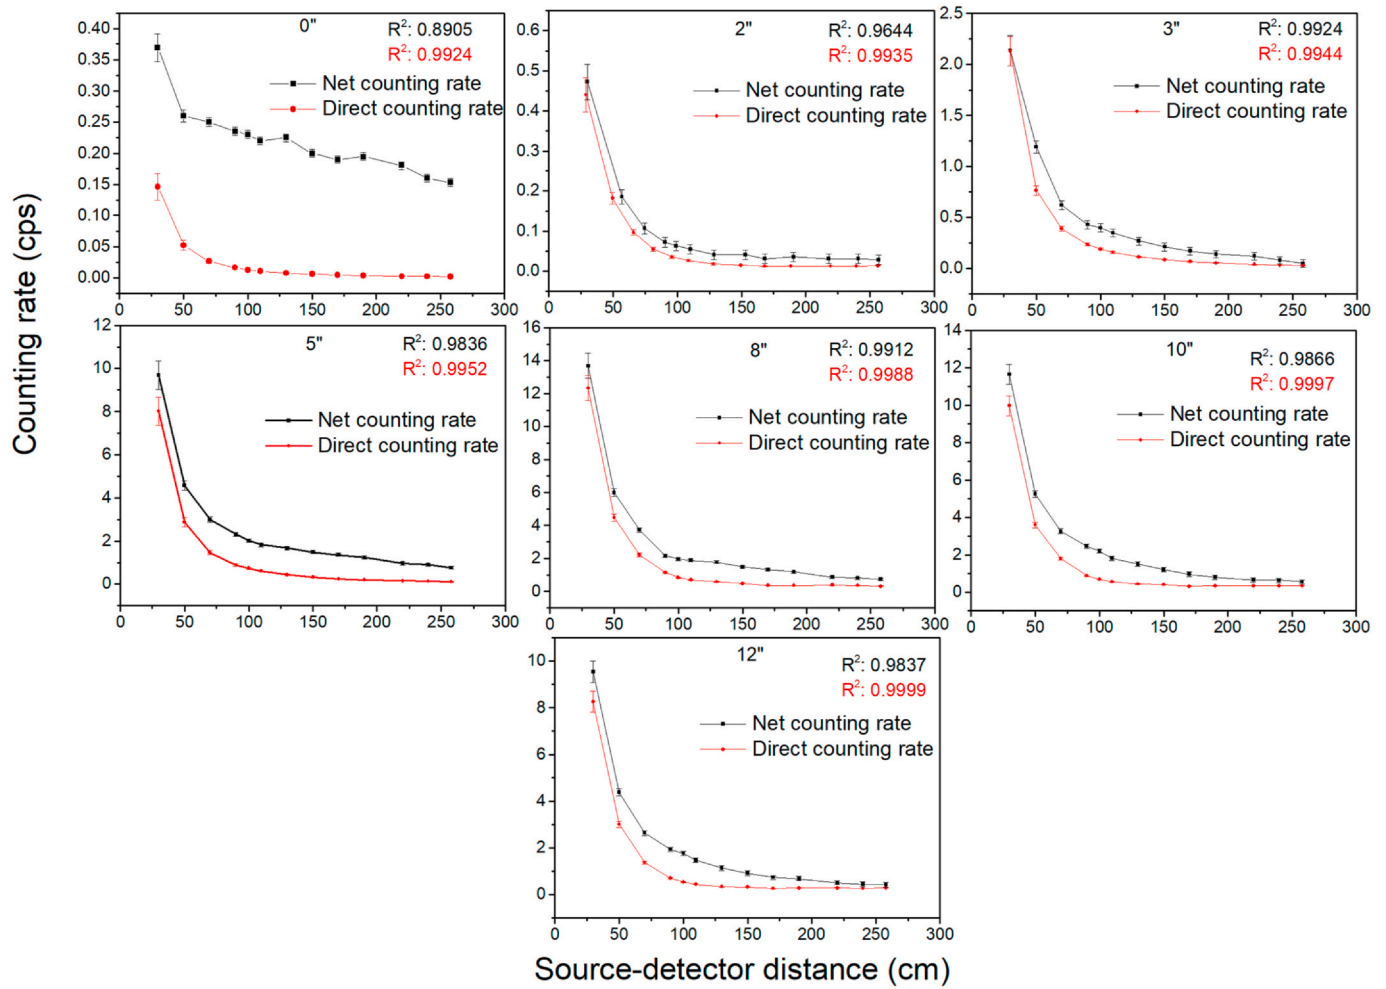 Counting rate (cps)
0"
R²: 0.8905
R²: 0.9924
Net counting rate
Direct counting rate
0.40
0.35
0.30
0.25
0.20
0.15
0.10
0.05
0.00
0 50 100 150 200 250 300
2"
R²: 0.9644
R²: 0.9935
Net counting rate
Direct counting rate
0.6
0.5
0.4
0.3
0.2
0.1
0.0
0 50 100 150 200 250 300
3"
R²: 0.9924
R²: 0.9944
Net counting rate
Direct counting rate
2.5
2.0
1.5
1.0
0.5
0.0
0 50 100 150 200 250 300
5"
R²: 0.9836
R²: 0.9952
Net counting rate
Direct counting rate
12
10
8
6
4
2
0
0 50 100 150 200 250 300
8"
R²: 0.9912
R²: 0.9988
Net counting rate
Direct counting rate
16
14
12
10
8
6
4
2
0
0 50 100 150 200 250 300
10"
R²: 0.9866
R²: 0.9997
Net counting rate
Direct counting rate
14
12
10
8
6
4
2
0
0 50 100 150 200 250 300
12"
R²: 0.9837
R²: 0.9999
Net counting rate
Direct counting rate
10
8
6
4
2
0
0 50 100 150 200 250 300
Source-detector distance (cm)